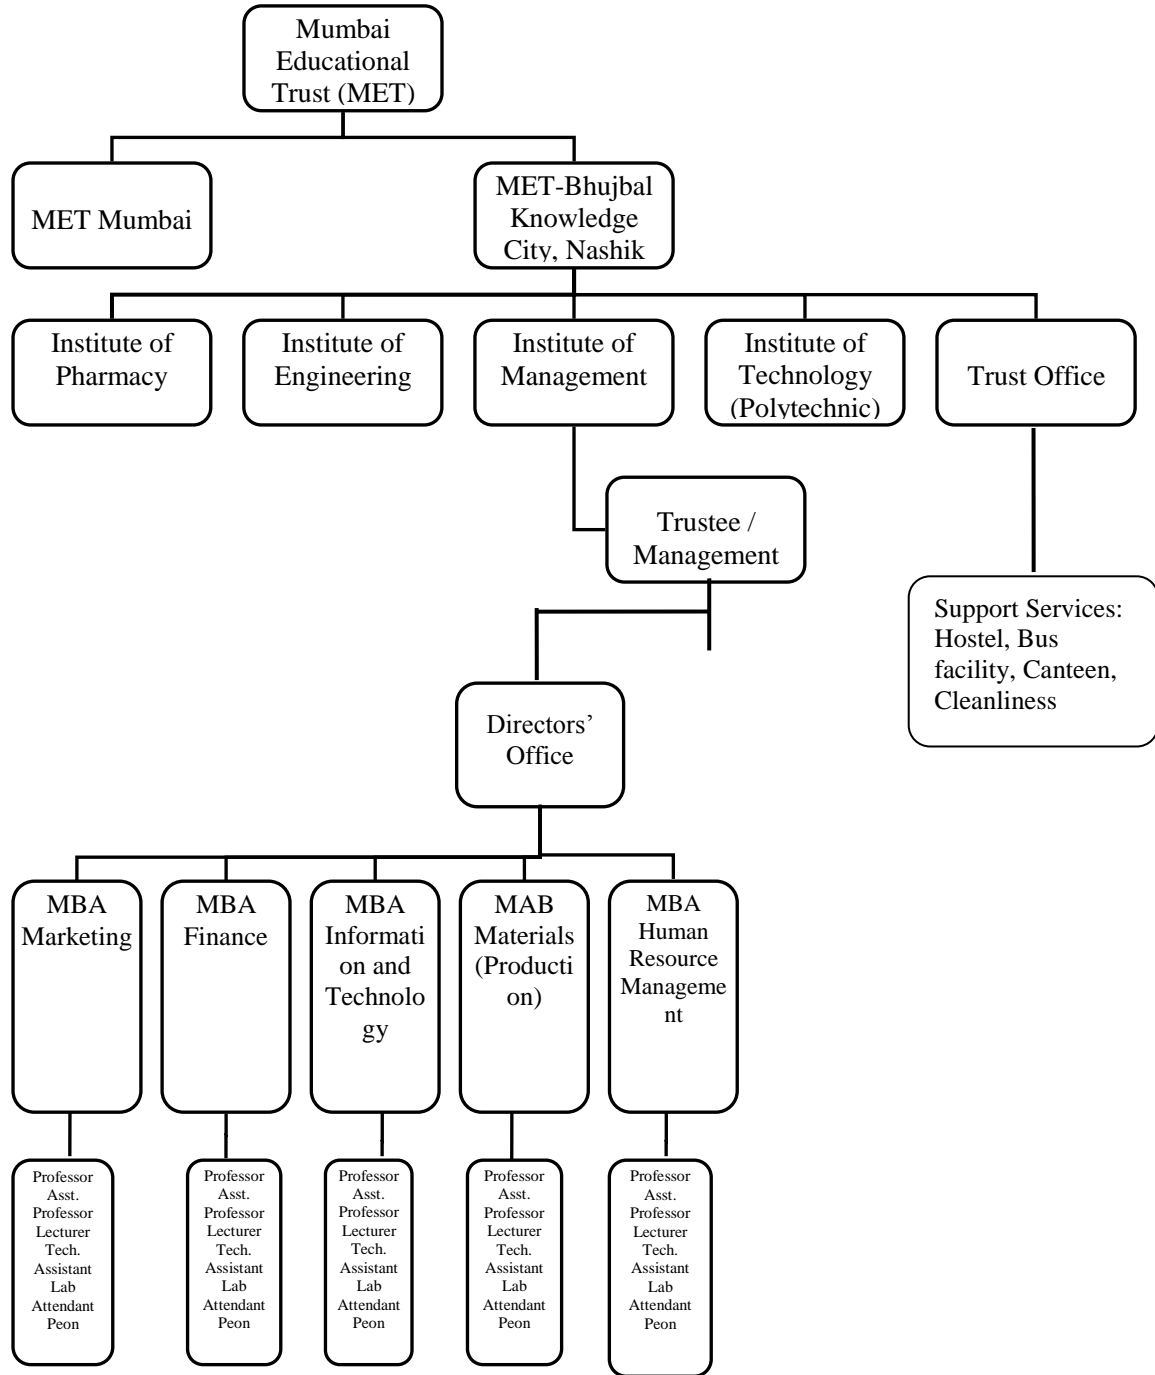 Mumbai
Educational
Trust (MET)
MET Mumbai
MET-Bhujbal
Knowledge
City, Nashik
Institute of
Pharmacy
Institute of
Engineering
Institute of
Management
Institute of
Technology
(Polytechnic)
Trust Office
Trustee /
Management
Support Services:
Hostel, Bus
facility, Canteen,
Cleanliness
Directors’
Office
MBA
Marketing
MBA
Finance
MBA
Informati
on and
Technolo
gy
MAB
Materials
(Producti
on)
MBA
Human
Resource
Manageme
nt
Professor
Asst.
Professor
Lecturer
Tech.
Assistant
Lab
Attendant
Peon
Professor
Asst.
Professor
Lecturer
Tech.
Assistant
Lab
Attendant
Peon
Professor
Asst.
Professor
Lecturer
Tech.
Assistant
Lab
Attendant
Peon
Professor
Asst.
Professor
Lecturer
Tech.
Assistant
Lab
Attendant
Peon
Professor
Asst.
Professor
Lecturer
Tech.
Assistant
Lab
Attendant
Peon